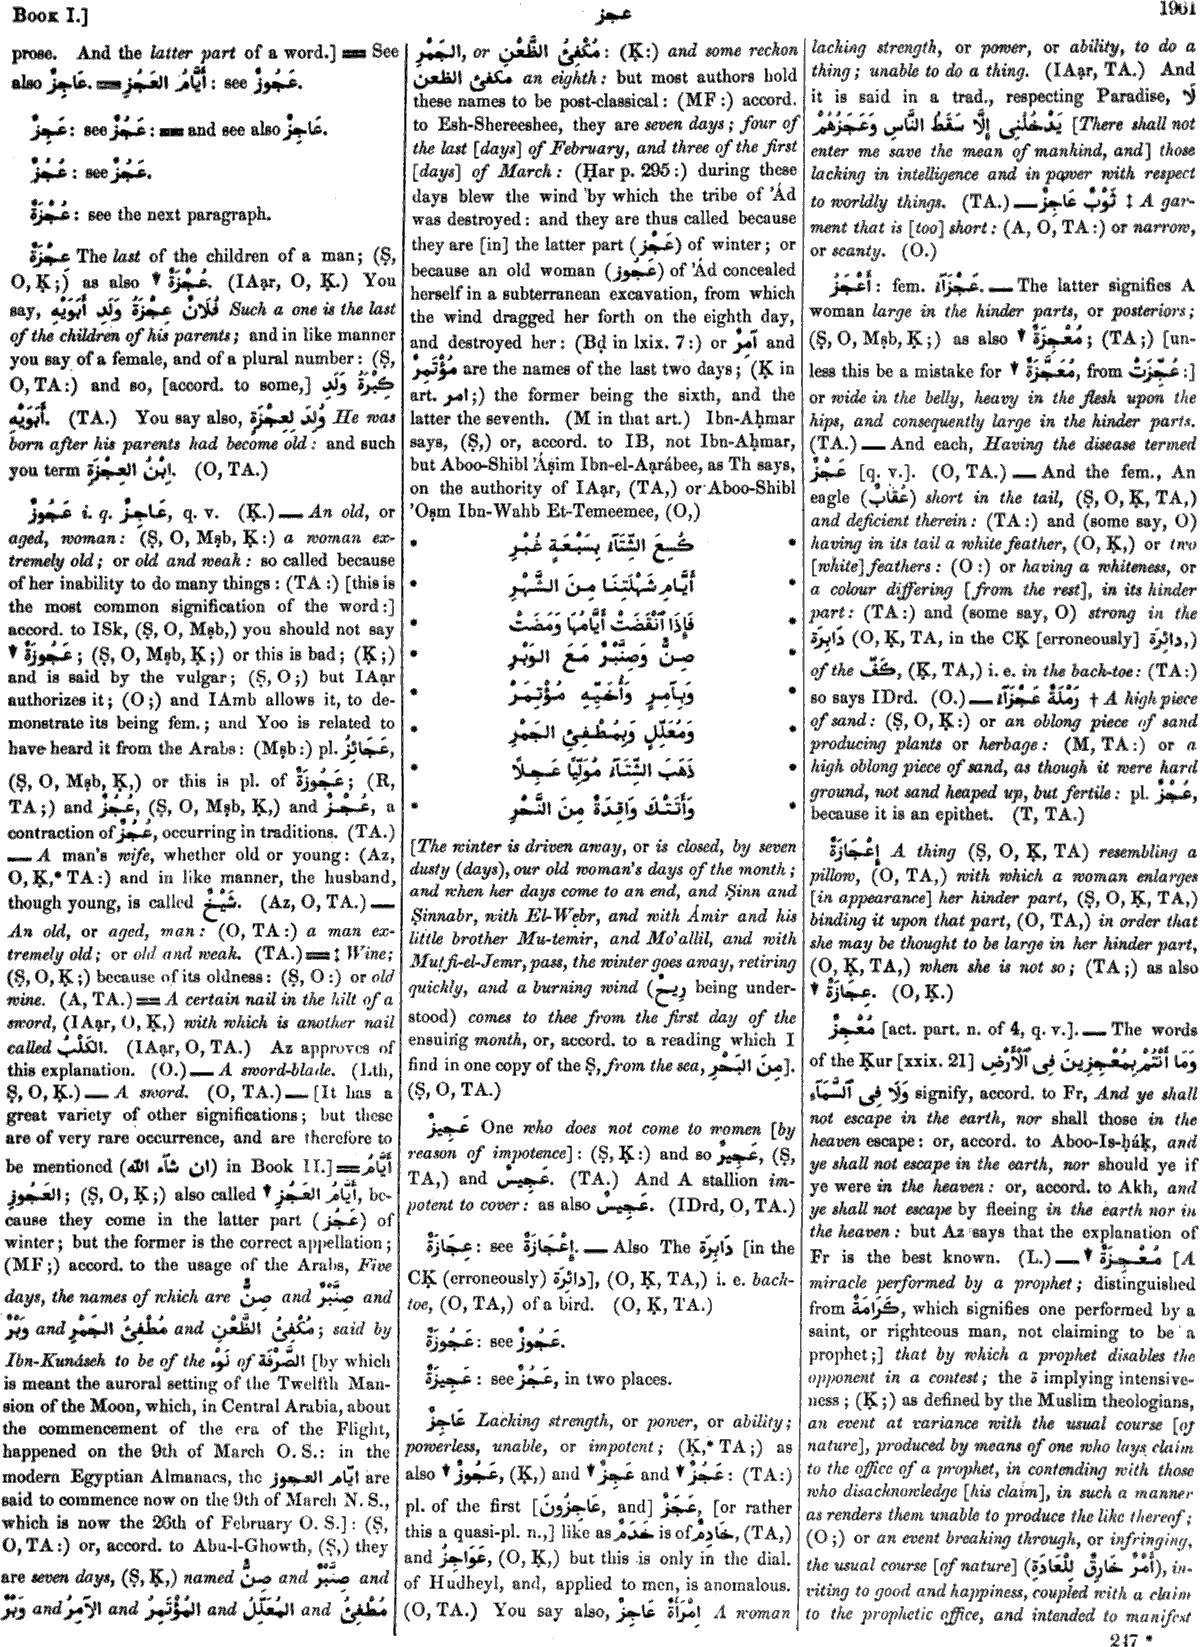 Book I.]
عجز
1961
prose. And the latter part of a word.] == See
also عَاجِزٌ. == أَيَّامُ العَجُزِ : see عَجُوزٌ.
عَجِزٌ : see عَجُزٌ : == and see also عَاجِزٌ.
عُجُزٌ : see عَجُزٌ.
عُجْزَةٌ : see the next paragraph.
عِجْزَةٌ The last of the children of a man; (Ṣ,
O, Ḳ;) as also ▼ عُجْزَةٌ. (IAạr, O, Ḳ.) You
say, فُلَانٌ عِجْزَةُ وَلَدِ أَبَوَيْهِ Such a one is the last
of the children of his parents; and in like manner
you say of a female, and of a plural number: (Ṣ,
O, TA:) and so, [accord. to some,] كِبْرَةُ وَلَدِ
أَبَوَيْهِ. (TA.) You say also, وُلِدَ لِعِجْزَةٍ He was
born after his parents had become old: and such
you term اِبْنُ العِجْزَةِ. (O, TA.)
عَجُوزٌ i. q. عَاجِزٌ, q. v. (Ḳ.) — An old, or
aged, woman: (Ṣ, O, Mṣb, Ḳ:) a woman ex-
tremely old; or old and weak: so called because
of her inability to do many things: (TA:) [this is
the most common signification of the word:]
accord. to ISk, (Ṣ, O, Mṣb,) you should not say
▼ عَجُوزَةٌ; (Ṣ, O, Mṣb, Ḳ;) or this is bad; (Ḳ;)
and is said by the vulgar; (Ṣ, O;) but IAạr
authorizes it; (O;) and IAmb allows it, to de-
monstrate its being fem.; and Yoo is related to
have heard it from the Arabs: (Mṣb:) pl. عَجَائِزُ,
(Ṣ, O, Mṣb, Ḳ,) or this is pl. of عَجُوزَةٌ; (R,
TA;) and عُجُزٌ, (Ṣ, O, Mṣb, Ḳ,) and عُجْزٌ, a
contraction of عُجُزٌ, occurring in traditions. (TA.)
— A man's wife, whether old or young: (Az,
O, Ḳ,* TA:) and in like manner, the husband,
though young, is called شَيْخٌ. (Az, O, TA.) —
An old, or aged, man: (O, TA:) a man ex-
tremely old; or old and weak. (TA.) == ‡ Wine;
(Ṣ, O, Ḳ;) because of its oldness: (Ṣ, O:) or old
wine. (A, TA.) == A certain nail in the hilt of a
sword, (IAạr, O, Ḳ,) with which is another nail
called الكَلْبُ. (IAạr, O, TA.) Az approves of
this explanation. (O.) — A sword-blade. (Lth,
Ṣ, O, Ḳ.) — A sword. (O, TA.) — [It has a
great variety of other significations; but these
are of very rare occurrence, and are therefore to
be mentioned (ان شآء الله) in Book II.] == أَيَّامُ
العَجُوزِ; (Ṣ, O, Ḳ;) also called ▼ أَيَّامُ العَجُزِ, be-
cause they come in the latter part (عَجُز) of
winter; but the former is the correct appellation;
(MF;) accord. to the usage of the Arabs, Five
days, the names of which are صِنٌّ and صِنَّبْرٌ and
وَبْرٌ and مُطْفِئُ الجَمْرِ and مُكْفِئُ الظَّعْنِ; said by
Ibn-Kunáseh to be of the نَوْء of الصَّرْفَة [by which
is meant the auroral setting of the Twelfth Man-
sion of the Moon, which, in Central Arabia, about
the commencement of the era of the Flight,
happened on the 9th of March O. S.: in the
modern Egyptian Almanacs, the ايّام العجوز are
said to commence now on the 9th of March N. S.,
which is now the 26th of February O. S.]: (Ṣ,
O, TA:) or, accord. to Abu-l-Ghowth, (Ṣ,) they
are seven days, (Ṣ, Ḳ,) named صِنٌّ and صِنَّبْرٌ and
وَبْرٌ and الآمِرُ and المُؤْتَمِرُ and المُعَلِّلُ and مُطْفِئُ
الجَمْرِ, or مُكْفِئُ الظَّعْنِ : (Ḳ:) and some reckon
مكفئ الظعن an eighth: but most authors hold
these names to be post-classical: (MF:) accord.
to Esh-Shereeshee, they are seven days; four of
the last [days] of February, and three of the first
[days] of March: (Ḥar p. 295:) during these
days blew the wind by which the tribe of 'Ád
was destroyed: and they are thus called because
they are [in] the latter part (عَجُز) of winter; or
because an old woman (عَجُوز) of 'Ád concealed
herself in a subterranean excavation, from which
the wind dragged her forth on the eighth day,
and destroyed her: (Bḍ in lxix. 7:) or آمِرٌ and
مُؤْتَمِرٌ are the names of the last two days; (Ḳ in
art. امر;) the former being the sixth, and the
latter the seventh. (M in that art.) Ibn-Aḥmar
says, (Ṣ,) or, accord. to IB, not Ibn-Aḥmar,
but Aboo-Shibl 'Áṣim Ibn-el-Aạrábee, as Th says,
on the authority of IAạr, (TA,) or Aboo-Shibl
'Oṣm Ibn-Wahb Et-Temeemee, (O,)
* كُسِعَ الشِّتَآءُ بِسَبْعَةٍ غُبْرِ *
* أَيَّامِ شَهْلَتِنَا مِنَ الشَّهْرِ *
* فَإِذَا ٱنْقَضَتْ أَيَّامُهَا وَمَضَتْ *
* صِنٌّ وَصِنَّبْرٌ مَعَ الوَبْرِ *
* وَبِآمِرٍ وَأُخَيِّهِ مُؤْتَمِرٍ *
* وَمُعَلِّلٍ وَبِمُطْفِئِ الجَمْرِ *
* ذَهَبَ الشِّتَآءُ مُوَلِّيًا عَجِلًا *
* وَأَتَتْكَ وَاقِدَةٌ مِنَ النَّجْرِ *
[The winter is driven away, or is closed, by seven
dusty (days), our old woman's days of the month;
and when her days come to an end, and Ṣinn and
Ṣinnabr, with El-Webr, and with Ámir and his
little brother Mu-temir, and Mo'allil, and with
Muṭfi-el-Jemr, pass, the winter goes away, retiring
quickly, and a burning wind (رِيحٌ being under-
stood) comes to thee from the first day of the
ensuing month, or, accord. to a reading which I
find in one copy of the Ṣ, from the sea, مِنَ البَحْرِ].
(Ṣ, O, TA.)
عَجِيزٌ One who does not come to women [by
reason of impotence]: (Ṣ, Ḳ:) and so عَجِيرٌ, (Ṣ,
TA,) and عَجِيسٌ. (TA.) And A stallion im-
potent to cover: as also عَجِيسٌ. (IDrd, O, TA.)
عِجَازَةٌ : see إِعْجَازَةٌ. — Also The دَابِرَة [in the
CḲ (erroneously) دائِرَة], (O, Ḳ, TA,) i. e. back-
toe, (O, TA,) of a bird. (O, Ḳ, TA.)
عَجُوزَةٌ : see عَجُوزٌ.
عَجِيزَةٌ : see عَجُزٌ, in two places.
عَاجِزٌ Lacking strength, or power, or ability;
powerless, unable, or impotent; (Ḳ,* TA;) as
also ▼ عَجُوزٌ, (Ḳ,) and ▼ عَجِزٌ and ▼ عَجُزٌ : (TA:)
pl. of the first [عَاجِزُونَ, and] عَجَزٌ, [or rather
this a quasi-pl. n.,] like as خَدَمٌ is of خَادِمٌ, (TA,)
and عَوَاجِزُ, (O, Ḳ,) but this is only in the dial.
of Hudheyl, and, applied to men, is anomalous.
(O, TA.) You say also, اِمْرَأَةٌ عَاجِزٌ A woman
lacking strength, or power, or ability, to do a
thing; unable to do a thing. (IAạr, TA.) And
it is said in a trad., respecting Paradise, لَا
يَدْخُلُنِى إِلَّا سَقَطُ النَّاسِ وَعَجَزُهُمْ [There shall not
enter me save the mean of mankind, and] those
lacking in intelligence and in power with respect
to worldly things. (TA.) — ثَوْبٌ عَاجِزٌ ‡ A gar-
ment that is [too] short: (A, O, TA:) or narrow,
or scanty. (O.)
أَعْجَزُ : fem. عَجْزَآءُ. — The latter signifies A
woman large in the hinder parts, or posteriors;
(Ṣ, O, Mṣb, Ḳ;) as also ▼ مُعْجِزَةٌ; (TA;) [un-
less this be a mistake for ▼ مُعَجِّزَةٌ, from عَجَّزَتْ :]
or wide in the belly, heavy in the flesh upon the
hips, and consequently large in the hinder parts.
(TA.) — And each, Having the disease termed
عَجَزٌ [q. v.]. (O, TA.) — And the fem., An
eagle (عُقَابٌ) short in the tail, (Ṣ, O, Ḳ, TA,)
and deficient therein: (TA:) and (some say, O)
having in its tail a white feather, (O, Ḳ,) or two
[white] feathers: (O:) or having a whiteness, or
a colour differing [from the rest], in its hinder
part: (TA:) and (some say, O) strong in the
دَابِرَة (O, Ḳ, TA, in the CḲ [erroneously] دائِرَة,)
of the كَفّ, (Ḳ, TA,) i. e. in the back-toe: (TA:)
so says IDrd. (O.) — رَمْلَةٌ عَجْزَآءُ † A high piece
of sand: (Ṣ, O, Ḳ:) or an oblong piece of sand
producing plants or herbage: (M, TA:) or a
high oblong piece of sand, as though it were hard
ground, not sand heaped up, but fertile: pl. عُجْزٌ,
because it is an epithet. (T, TA.)
إِعْجَازَةٌ A thing (Ṣ, O, Ḳ, TA) resembling a
pillow, (O, TA,) with which a woman enlarges
[in appearance] her hinder part, (Ṣ, O, Ḳ, TA,)
binding it upon that part, (O, TA,) in order that
she may be thought to be large in her hinder part,
(O, Ḳ, TA,) when she is not so; (TA;) as also
▼ عِجَازَةٌ. (O, Ḳ.)
مُعْجِزٌ [act. part. n. of 4, q. v.]. — The words
of the Ḳur [xxix. 21] وَمَا أَنْتُمْ بِمُعْجِزِينَ فِى ٱلْأَرْضِ
وَلَا فِى ٱلسَّمَآءِ signify, accord. to Fr, And ye shall
not escape in the earth, nor shall those in the
heaven escape: or, accord. to Aboo-Is-ḥáḳ, and
ye shall not escape in the earth, nor should ye if
ye were in the heaven: or, accord. to Akh, and
ye shall not escape by fleeing in the earth nor in
the heaven: but Az says that the explanation of
Fr is the best known. (L.) — ▼ مُعْجِزَةٌ [A
miracle performed by a prophet; distinguished
from كَرَامَةٌ, which signifies one performed by a
saint, or righteous man, not claiming to be a
prophet;] that by which a prophet disables the
opponent in a contest; the ة implying intensive-
ness; (Ḳ;) as defined by the Muslim theologians,
an event at variance with the usual course [of
nature], produced by means of one who lays claim
to the office of a prophet, in contending with those
who disacknowledge [his claim], in such a manner
as renders them unable to produce the like thereof;
(O;) or an event breaking through, or infringing,
the usual course [of nature] (أَمْرٌ خَارِقٌ لِلْعَادَةِ), in-
viting to good and happiness, coupled with a claim
to the prophetic office, and intended to manifest
247 *